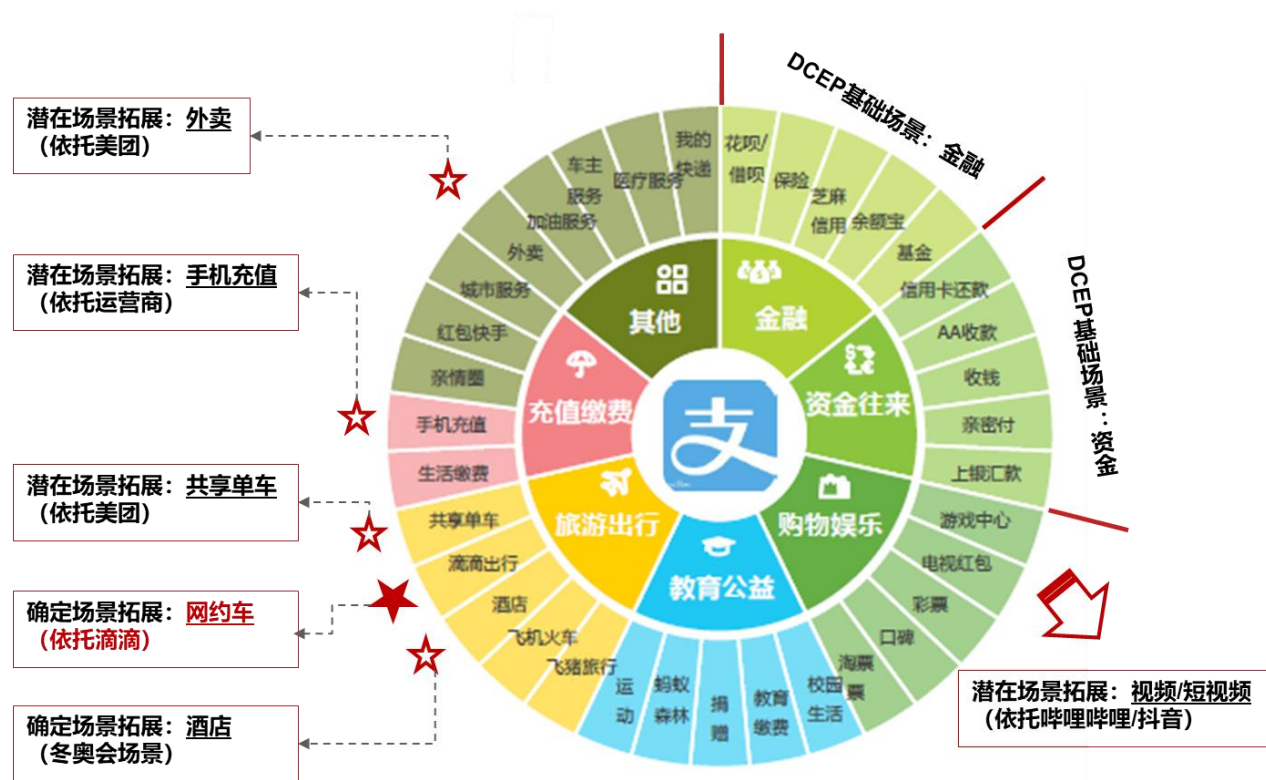 潜在场景拓展：外卖
（依托美团）
潜在场景拓展：手机充值
（依托运营商）
潜在场景拓展：共享单车
（依托美团）
确定场景拓展：网约车
（依托滴滴）
确定场景拓展：酒店
（冬奥会场景）
DCEP基础场景：金融
DCEP基础场景：资金
潜在场景拓展：视频/短视频
（依托哔哩哔哩/抖音）
金融
花呗/
借呗
保险
芝麻
信用
余额宝
基金
资金往来
信用卡还款
AA收款
收钱
亲密付
上银汇款
购物娱乐
游戏中心
电视红包
彩票
口碑
淘票
票
教育公益
校园
生活
教育
缴费
捐
赠
蚂蚁
森林
运
动
旅游出行
飞猪旅行
飞机火车
酒店
滴滴出行
共享单车
充值缴费
生活缴费
手机充值
其他
亲情圈
红包快手
城市服务
外卖
加油服务
车主
服务
医疗服务
我的
快递
支